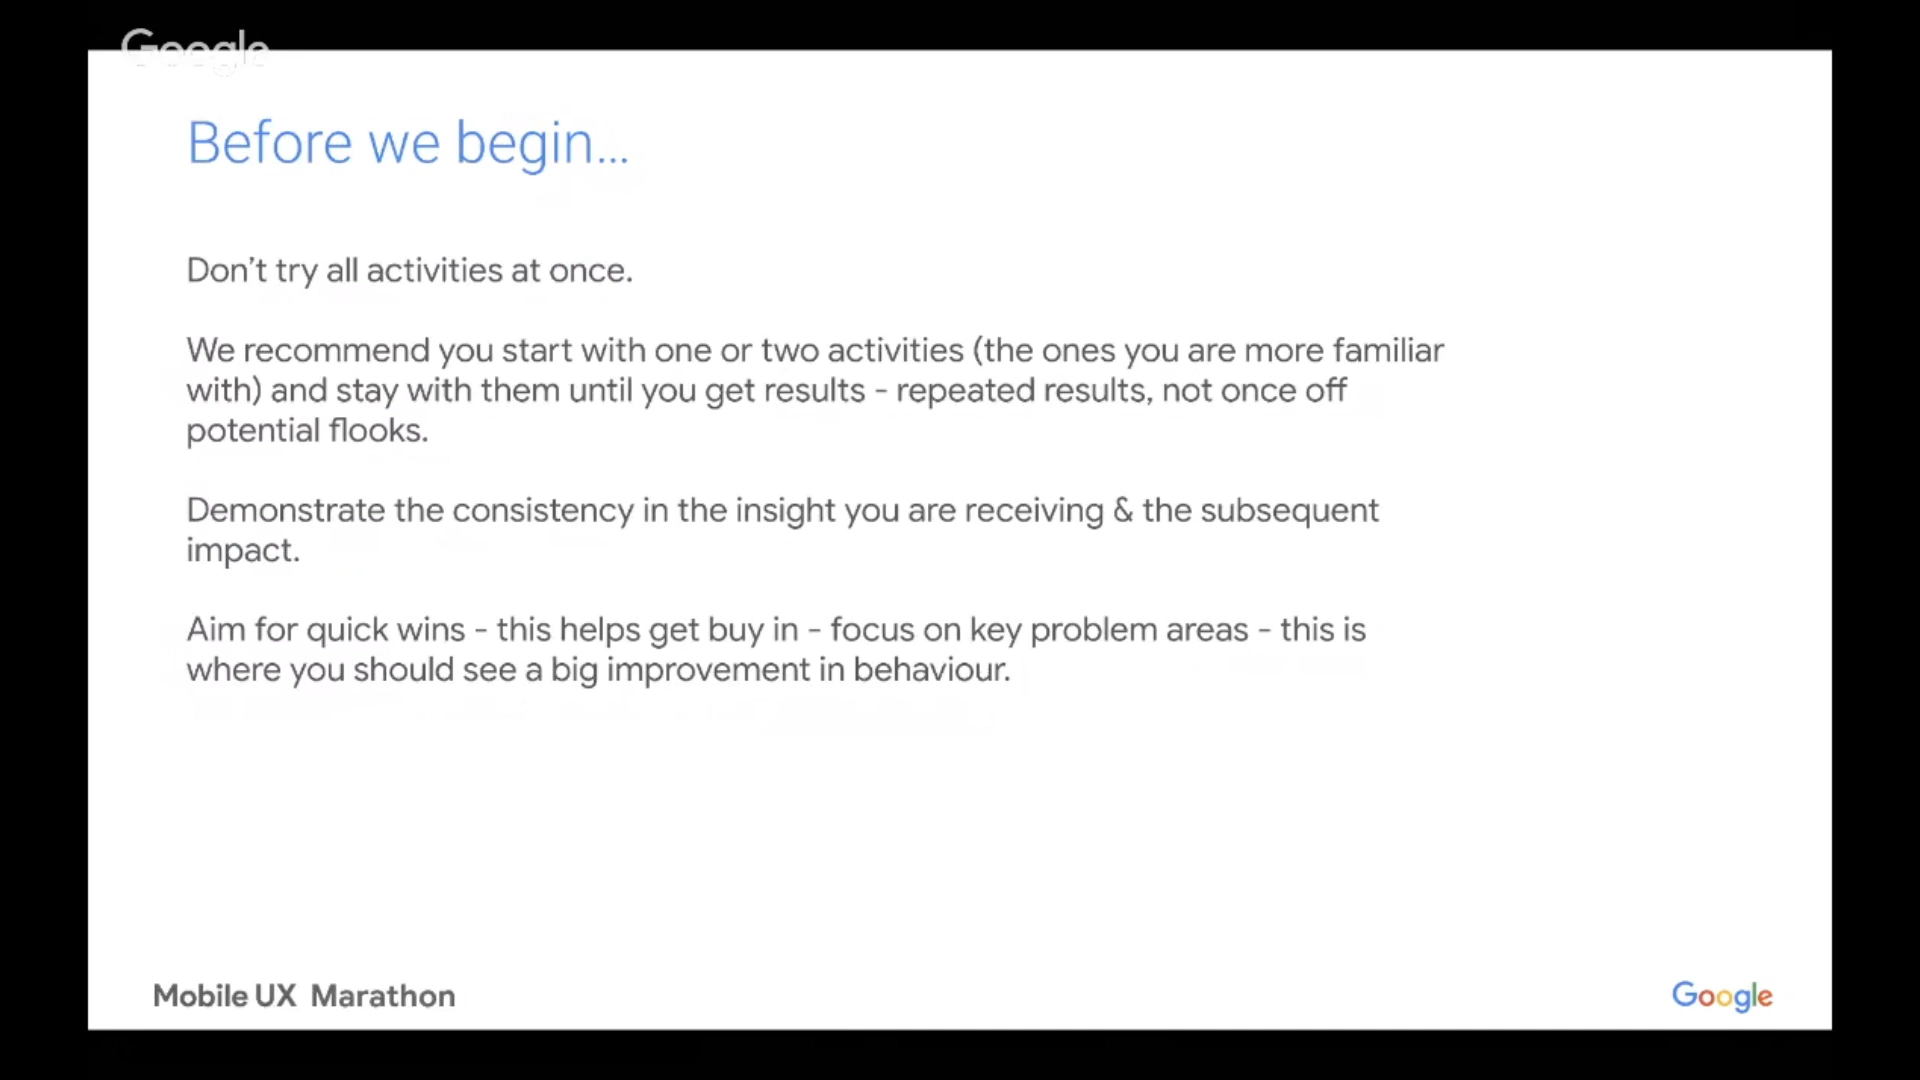 Google
Before we begin...
Don't try all activities at once.
We recommend you start with one or two activities (the ones you are more familiar
with) and stay with them until you get results - repeated results, not once off
potential flooks.
Demonstrate the consistency in the insight you are receiving & the subsequent
impact.
Aim for quick wins - this helps get buy in - focus on key problem areas - this is
where you should see a big improvement in behaviour.
Mobile UX Marathon
Google